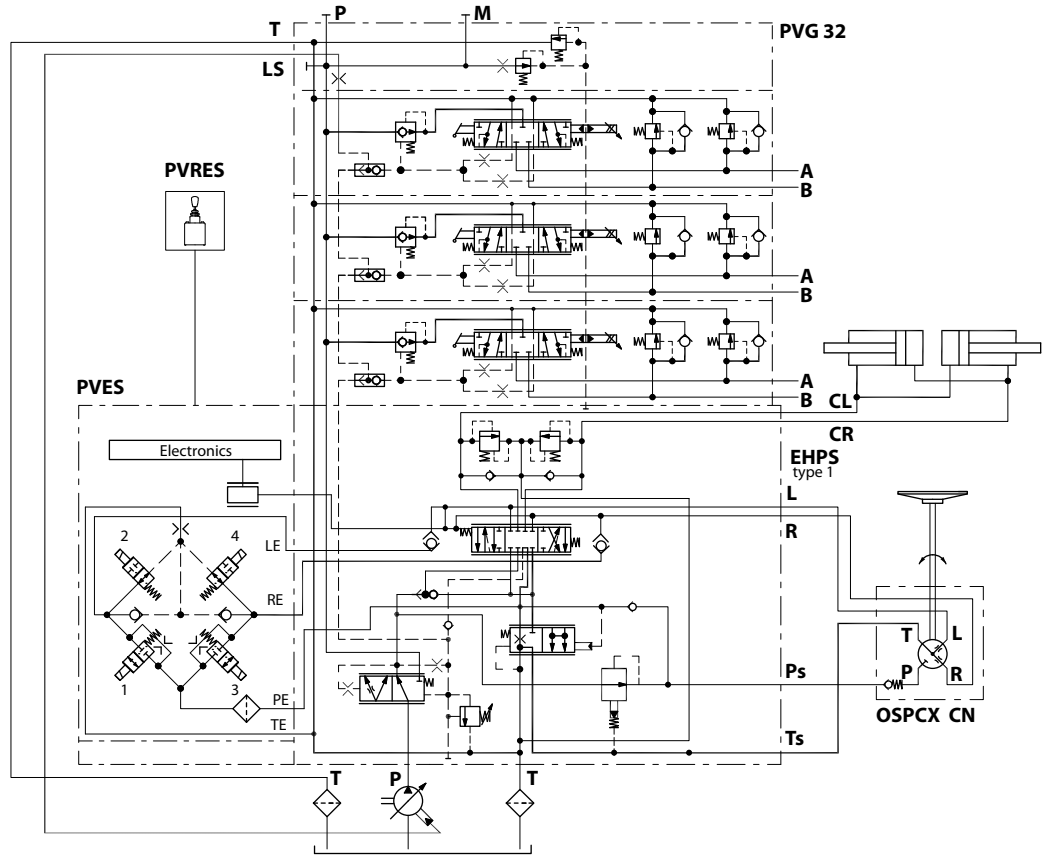 P
M
T
PVG 32
LS
A
B
PVRES
A
B
A
B
PVES
CL
CR
Electronics
EHPS
type 1
L
R
2
4
LE
RE
T
L
P
R
1
3
PE
TE
Ps
OSPCX CN
Ts
T
P
T